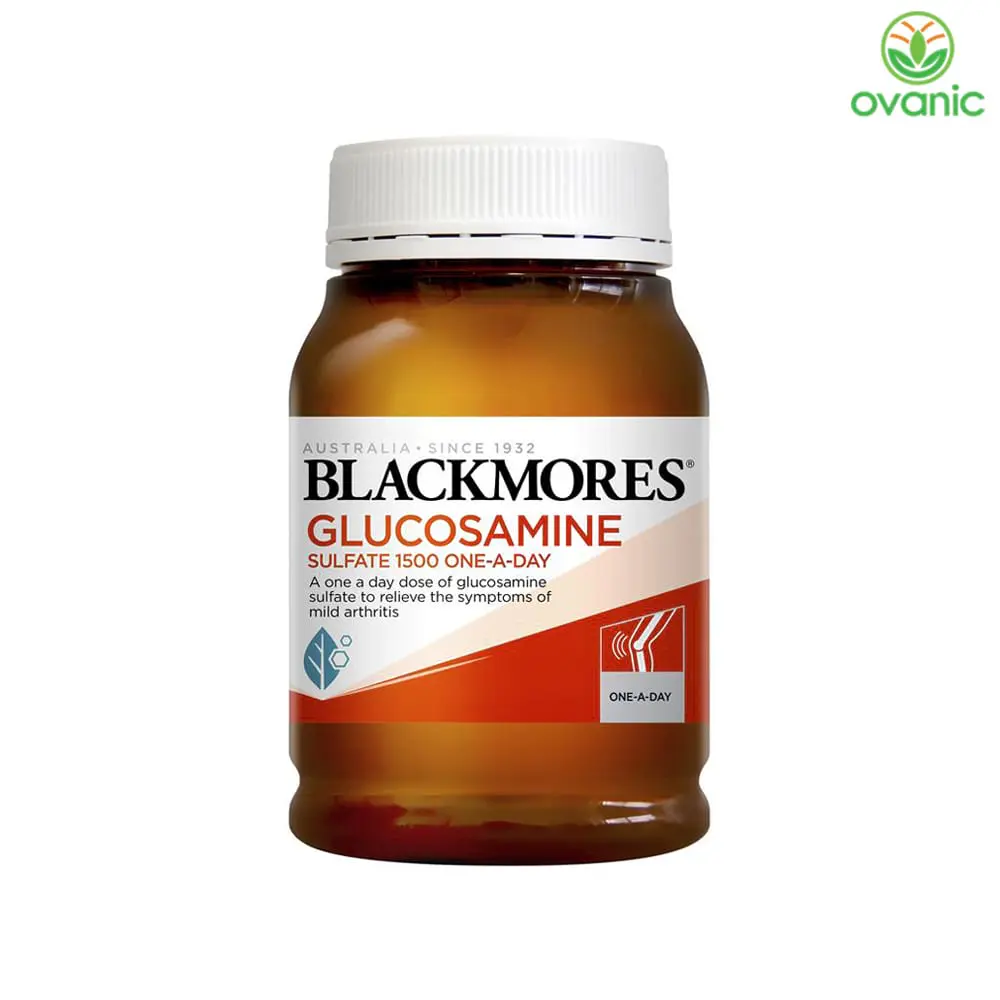 ovanic
AUSTRALIA • SINCE 1932
BLACKMORES®
GLUCOSAMINE
SULFATE 1500 ONE-A-DAY
A one a day dose of glucosamine
sulfate to relieve the symptoms of
mild arthritis
ONE-A-DAY